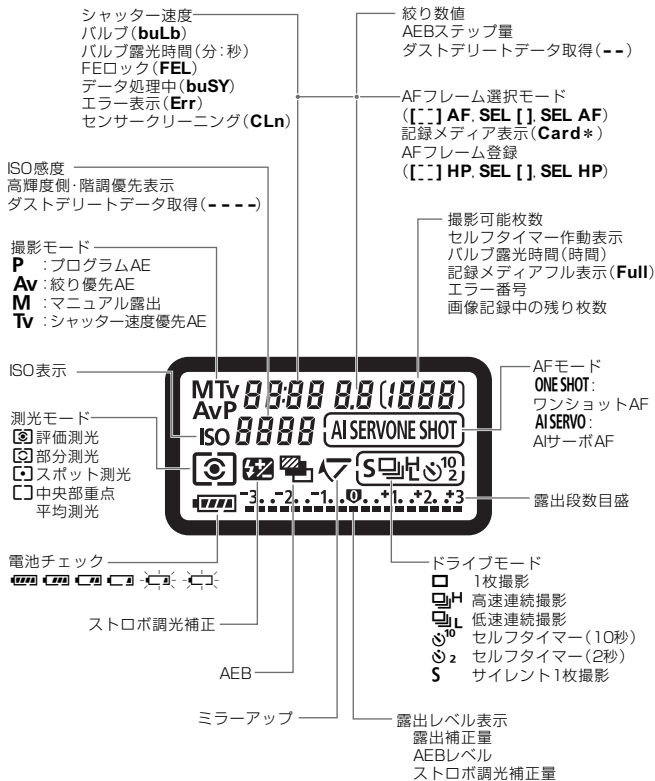 シャッター速度
バルブ（buLb）
バルブ露光時間（分：秒）
FEロック（FEL）
データ処理中（buSY）
エラー表示（Err）
センサークリーニング（CLn）
絞り数値
AEBステップ量
ダストデリートデータ取得（- -）
AFフレーム選択モード
（[ ] AF, SEL [ ], SEL AF）
記録メディア表示（Card＊）
AFフレーム登録
（[ ] HP, SEL [ ], SEL HP）
ISO感度
高輝度側・階調優先表示
ダストデリートデータ取得（- - - -）
撮影可能枚数
セルフタイマー作動表示
バルブ露光時間（時間）
記録メディアフル表示（Full）
エラー番号
画像記録中の残り枚数
撮影モード
P ：プログラムAE
Av：絞り優先AE
M ：マニュアル露出
Tv：シャッター速度優先AE
ISO表示
測光モード
評価測光
部分測光
スポット測光
中央部重点
平均測光
MTv 88:88 8.8 (1888)
AvP
ISO 8888 AI SERVONE SHOT
S H L 10 2
-3..-2..-1..0..+1..+2..+3
AFモード
ONE SHOT：
ワンショットAF
AI SERVO：
AIサーボAF
露出段数目盛
電池チェック
ストロボ調光補正
AEB
ミラーアップ
ドライブモード
1枚撮影
H 高速連続撮影
L 低速連続撮影
10 セルフタイマー（10秒）
2 セルフタイマー（2秒）
S サイレント1枚撮影
露出レベル表示
露出補正量
AEBレベル
ストロボ調光補正量